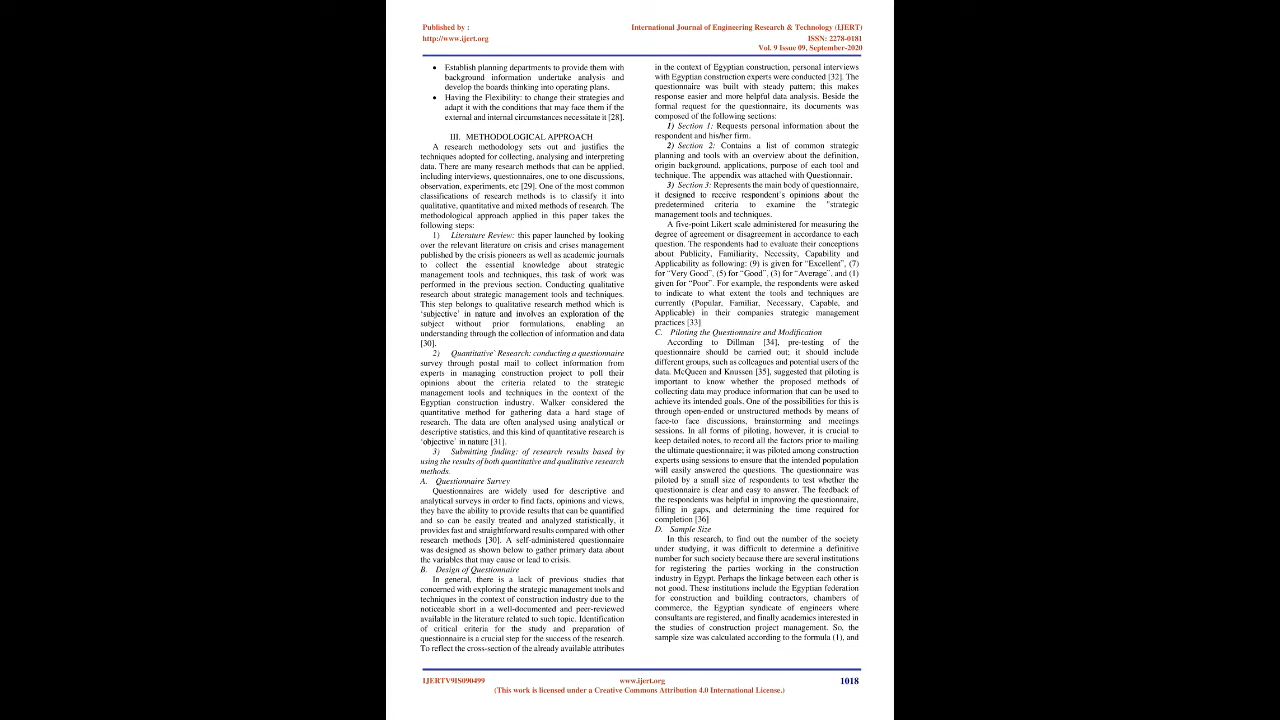 Published by :
http://www.ijert.org
International Journal of Engineering Research & Technology (IJERT)
ISSN: 2278-0181
Vol. 9 Issue 09, September-2020
• Establish planning departments to provide them with
background information undertake analysis and
develop the boards thinking into operating plans.
• Having the Flexibility: to change their strategies and
adapt it with the conditions that may face them if the
external and internal circumstances necessitate it [28].
III. METHODOLOGICAL APPROACH
A research methodology sets out and justifies the
techniques adopted for collecting, analysing and interpreting
data. There are many research methods that can be applied,
including interviews, questionnaires, one to one discussions,
observation, experiments, etc [29]. One of the most common
classifications of research methods is to classify it into
qualitative, quantitative and mixed methods of research. The
methodological approach applied in this paper takes the
following steps:
1) Literature Review: this paper launched by looking
over the relevant literature on crisis and crises management
published by the crisis pioneers as well as academic journals
to collect the essential knowledge about strategic
management tools and techniques, this task of work was
performed in the previous section. Conducting qualitative
research about strategic management tools and techniques.
This step belongs to qualitative research method which is
‘subjective’ in nature and involves an exploration of the
subject without prior formulations, enabling an
understanding through the collection of information and data
[30].
2) Quantitative` Research: conducting a questionnaire
survey through postal mail to collect information from
experts in managing construction project to poll their
opinions about the criteria related to the strategic
management tools and techniques in the context of the
Egyptian construction industry. Walker considered the
quantitative method for gathering data a hard stage of
research. The data are often analysed using analytical or
descriptive statistics, and this kind of quantitative research is
‘objective’ in nature [31].
3) Submitting finding: of research results based by
using the results of both quantitative and qualitative research
methods.
A. Questionnaire Survey
Questionnaires are widely used for descriptive and
analytical surveys in order to find facts, opinions and views,
they have the ability to provide results that can be quantified
and so can be easily treated and analyzed statistically, it
provides fast and straightforward results compared with other
research methods [30]. A self-administered questionnaire
was designed as shown below to gather primary data about
the variables that may cause or lead to crisis.
B. Design of Questionnaire
In general, there is a lack of previous studies that
concerned with exploring the strategic management tools and
techniques in the context of construction industry due to the
noticeable short in a well-documented and peer-reviewed
available in the literature related to such topic. Identification
of critical criteria for the study and preparation of
questionnaire is a crucial step for the success of the research.
To reflect the cross-section of the already available attributes
in the context of Egyptian construction, personal interviews
with Egyptian construction experts were conducted [32]. The
questionnaire was built with steady pattern; this makes
response easier and more helpful data analysis. Beside the
formal request for the questionnaire, its documents was
composed of the following sections:
1) Section 1: Requests personal information about the
respondent and his/her firm.
2) Section 2: Contains a list of common strategic
planning and tools with an overview about the definition,
origin background, applications, purpose of each tool and
technique. The appendix was attached with Questionnair.
3) Section 3: Represents the main body of questionnaire,
it designed to receive respondent’s opinions about the
predetermined criteria to examine the "strategic
management tools and techniques.
A five-point Likert scale administered for measuring the
degree of agreement or disagreement in accordance to each
question. The respondents had to evaluate their conceptions
about Publicity, Familiarity, Necessity, Capability and
Applicability as following: (9) is given for “Excellent”, (7)
for “Very Good”, (5) for “Good”, (3) for “Average”, and (1)
given for “Poor”. For example, the respondents were asked
to indicate to what extent the tools and techniques are
currently (Popular, Familiar, Necessary, Capable, and
Applicable) in their companies strategic management
practices [33]
C. Piloting the Questionnaire and Modification
According to Dillman [34], pre-testing of the
questionnaire should be carried out; it should include
different groups, such as colleagues and potential users of the
data. McQueen and Knussen [35], suggested that piloting is
important to know whether the proposed methods of
collecting data may produce information that can be used to
achieve its intended goals. One of the possibilities for this is
through open-ended or unstructured methods by means of
face-to face discussions, brainstorming and meetings
sessions. In all forms of piloting, however, it is crucial to
keep detailed notes, to record all the factors prior to mailing
the ultimate questionnaire; it was piloted among construction
experts using sessions to ensure that the intended population
will easily answered the questions. The questionnaire was
piloted by a small size of respondents to test whether the
questionnaire is clear and easy to answer. The feedback of
the respondents was helpful in improving the questionnaire,
filling in gaps, and determining the time required for
completion [36]
D. Sample Size
In this research, to find out the number of the society
under studying, it was difficult to determine a definitive
number for such society because there are several institutions
for registering the parties working in the construction
industry in Egypt. Perhaps the linkage between each other is
not good. These institutions include the Egyptian federation
for construction and building contractors, chambers of
commerce, the Egyptian syndicate of engineers where
consultants are registered, and finally academics interested in
the studies of construction project management. So, the
sample size was calculated according to the formula (1), and
IJERTV9IS090499
www.ijert.org
(This work is licensed under a Creative Commons Attribution 4.0 International License.)
1018